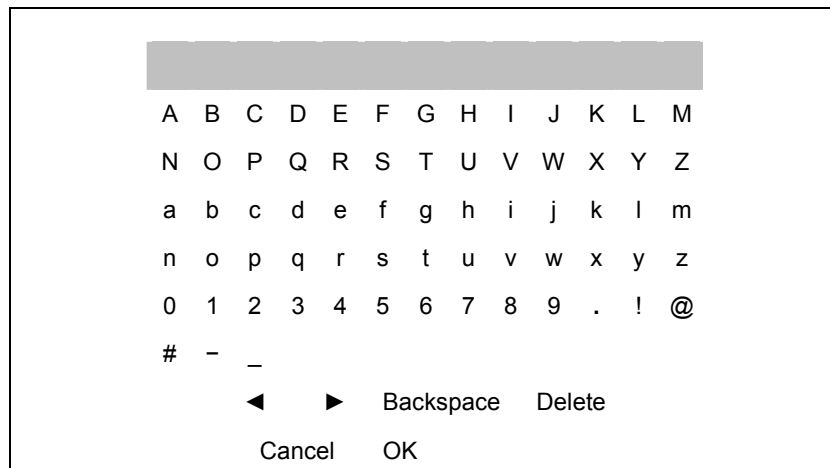 A B C D E F G H I J K L M
N O P Q R S T U V W X Y Z
a b c d e f g h i j k l m
n o p q r s t u v w x y z
0 1 2 3 4 5 6 7 8 9 . ! @
# − _
◄ ► Backspace Delete
Cancel OK